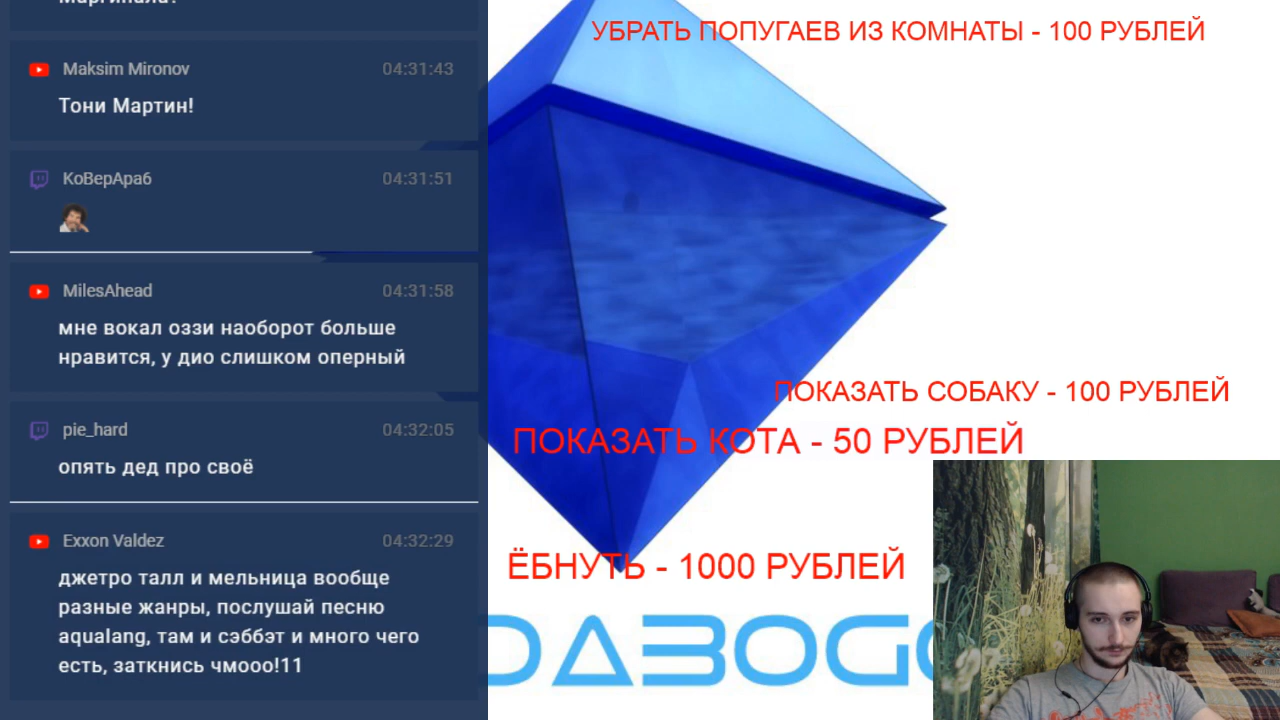 Maksim Mironov 04:31:43
Тони Мартин!
KoBepApa6 04:31:51
MilesAhead 04:31:58
мне вокал оззи наоборот больше
нравится, у дио слишком оперный
pie_hard 04:32:05
опять дед про своё
Exxon Valdez 04:32:29
джетро талл и мельница вообще
разные жанры, послушай песню
aqualang, там и сэббэт и много чего
есть, заткнись чмооо!11
УБРАТЬ ПОПУГАЕВ ИЗ КОМНАТЫ - 100 РУБЛЕЙ
ПОКАЗАТЬ СОБАКУ - 100 РУБЛЕЙ
ПОКАЗАТЬ КОТА - 50 РУБЛЕЙ
ЁБНУТЬ - 1000 РУБЛЕЙ